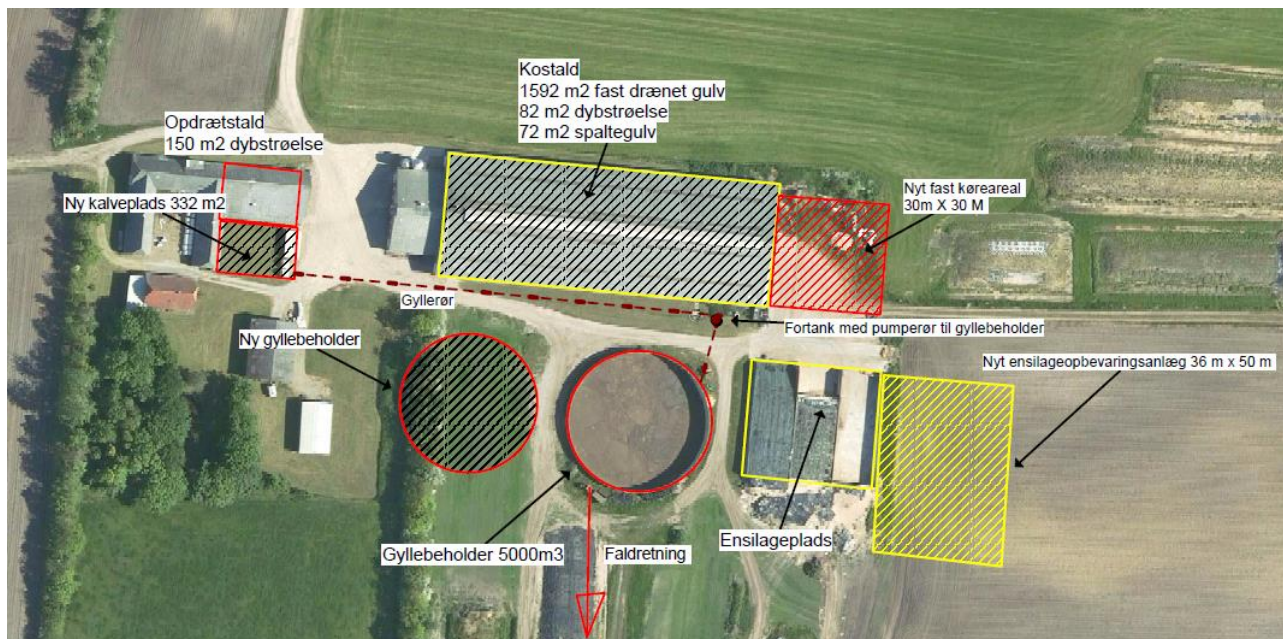 Kostald
1592 m2 fast drænet gulv
82 m2 dybstrøelse
72 m2 spaltegulv
Opdrætstald
150 m2 dybstrøelse
Ny kalveplads 332 m2
Nyt fast køreareal
30m X 30 M
Gyllerør
Fortank med pumperør til gyllebeholder
Ny gyllebeholder
Nyt ensilageopbevaringsanlæg 36 m x 50 m
Gyllebeholder 5000m3
Faldretning
Ensilageplads